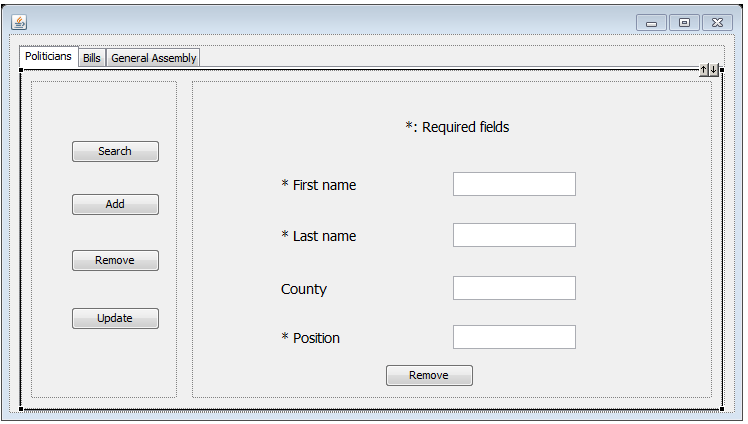 Politicians Bills General Assembly
Search
Add
Remove
Update
*: Required fields
* First name
* Last name
County
* Position
Remove